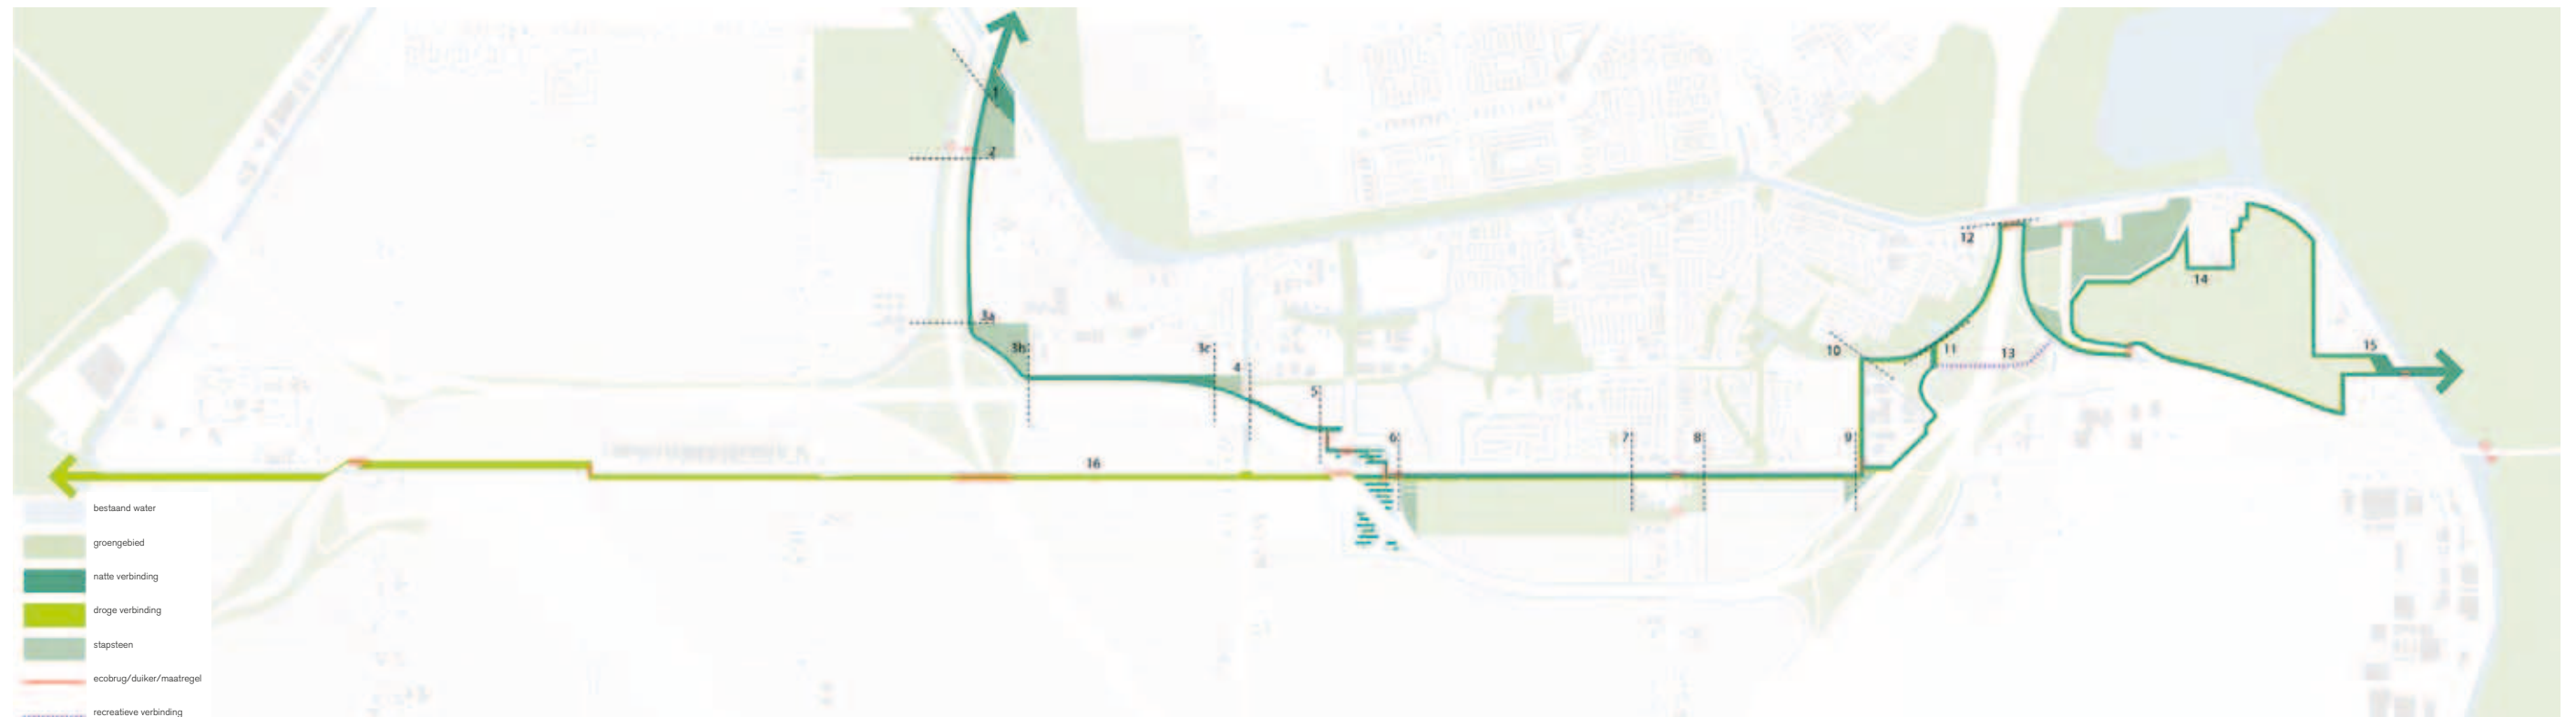 1
2
3a
3b
3c
4
5
6
7
8
9
10
11
12
13
14
15
16
bestaand water
groengebied
natte verbinding
droge verbinding
stapsteen
ecobrug/duiker/maatregel
recreatieve verbinding